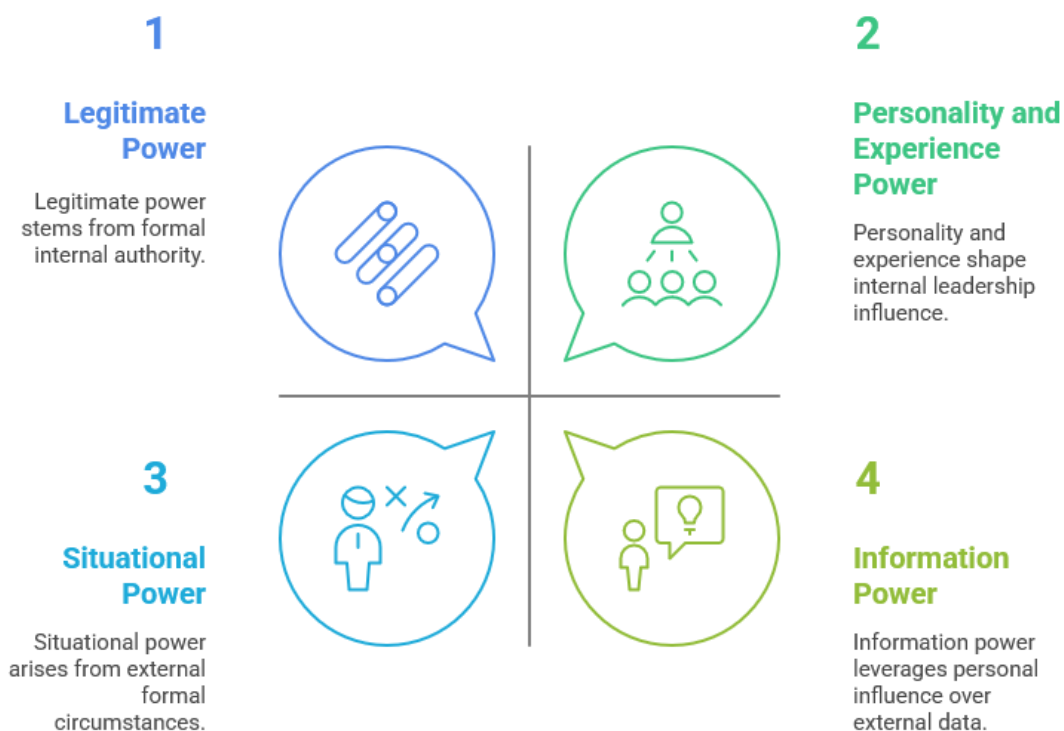 1
Legitimate
Power
Legitimate power
stems from formal
internal authority.
2
Personality and
Experience
Power
Personality and
experience shape
internal leadership
influence.
3
Situational
Power
Situational power
arises from external
formal
circumstances.
4
Information
Power
Information power
leverages personal
influence over
external data.